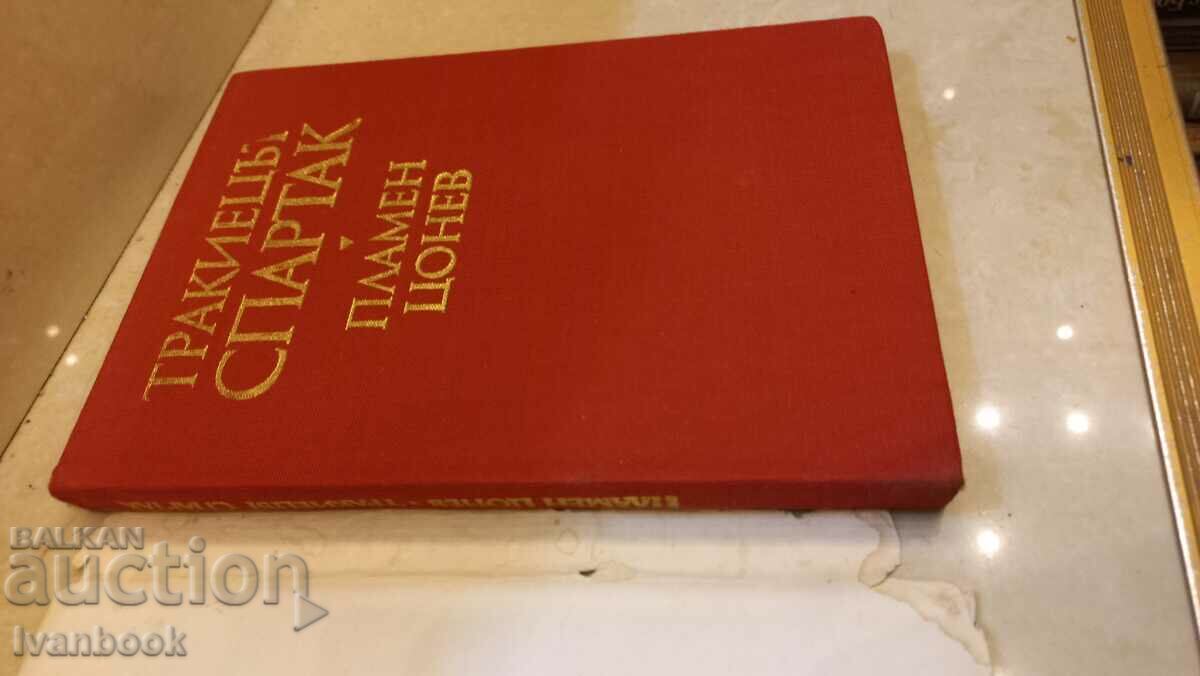 ТРАКИЕЦЪТ
СПАРТАК
ПЛАМЕН
ЦОНЕВ
ПЛАМЕН ЦОНЕВ
BALKAN
auction
Ivanbook